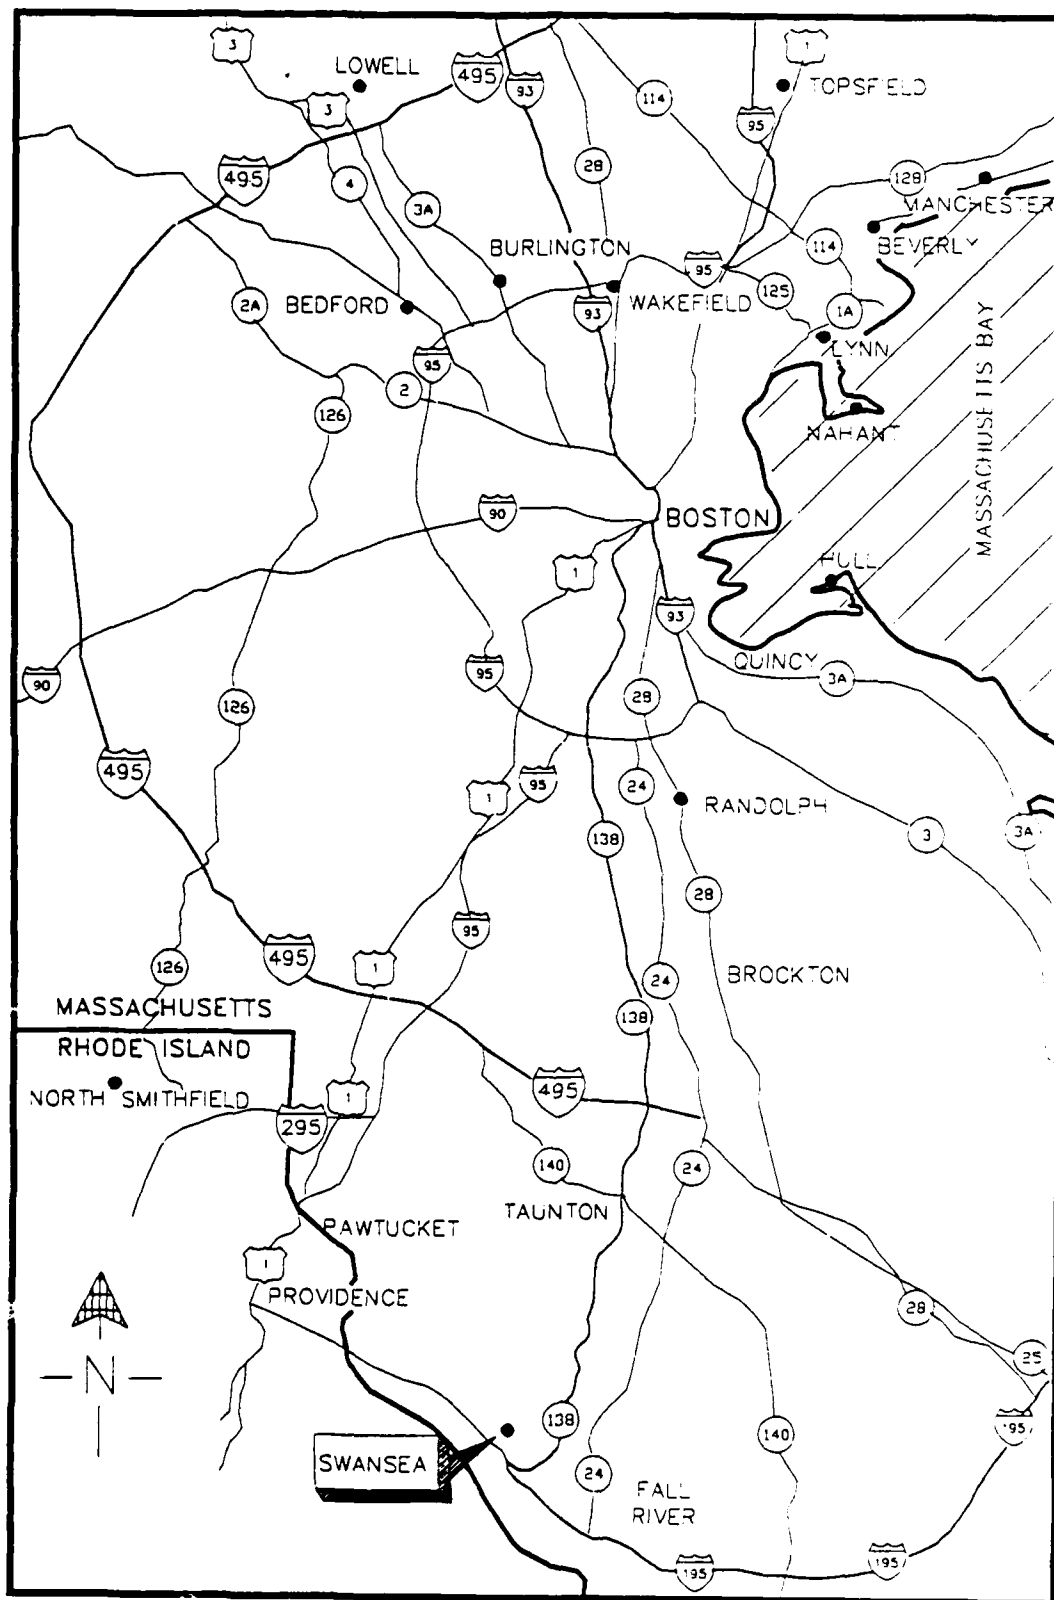 3
1
LOWELL
495
93
TOPSFIELD
3
114
95
28
495
4
128
3A
MANCHESTER
BURLINGTON
114
BEVERLY
95
2A
BEDFORD
WAKEFIELD
125
93
1A
LYNN
95
2
126
NAHANT
MASSACHUSETTS BAY
90
BOSTON
1
HULL
93
QUINCY
90
95
3A
126
28
495
95
24
1
RANDOLPH
138
3
3A
28
95
495
1
126
BROCKTON
24
MASSACHUSETTS
138
RHODE ISLAND
NORTH SMITHFIELD
1
495
295
140
24
TAUNTON
PAWTUCKET
1
PROVIDENCE
28
25
N
138
195
140
SWANSEA
24
FALL
RIVER
195
195